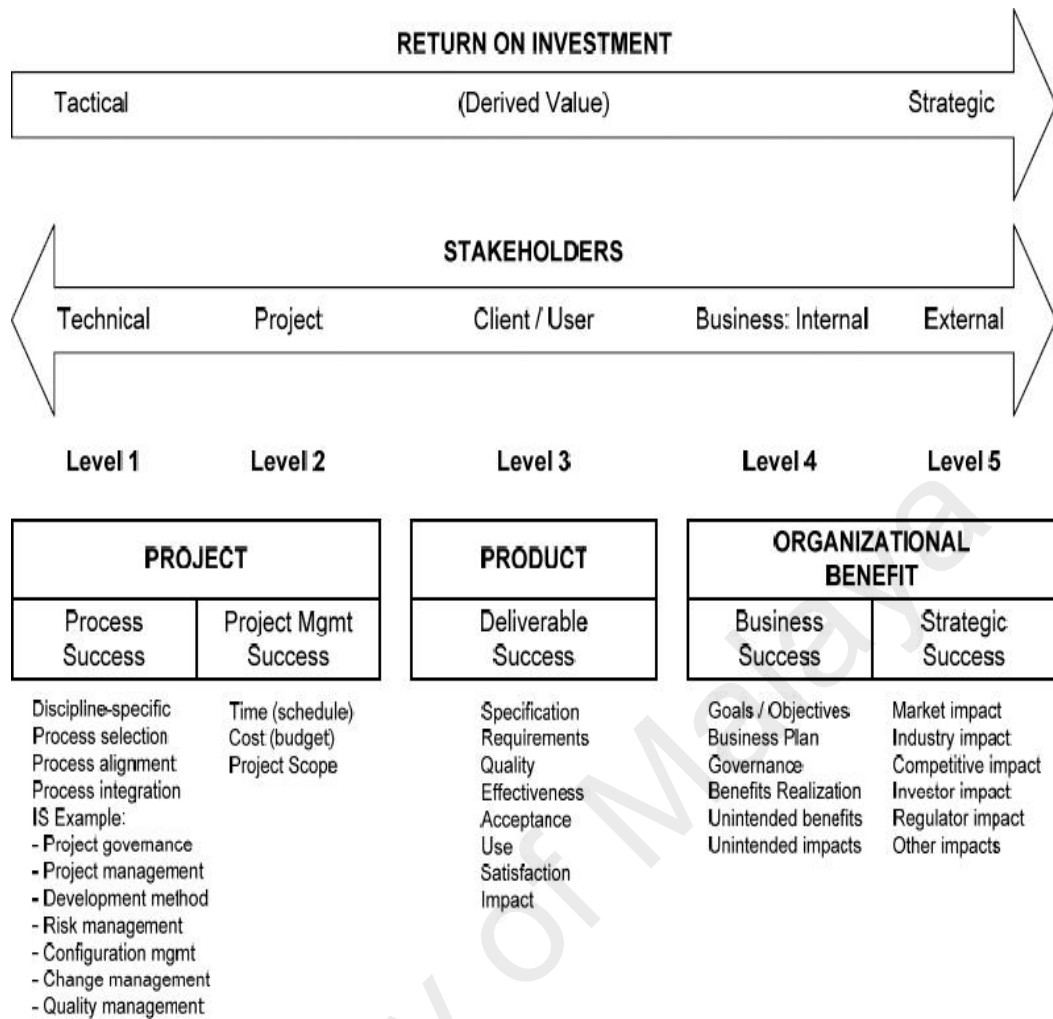 RETURN ON INVESTMENT
Tactical (Derived Value) Strategic
STAKEHOLDERS
Technical Project Client / User Business: Internal External
Level 1 Level 2 Level 3 Level 4 Level 5
PROJECT
PRODUCT
ORGANIZATIONAL
BENEFIT
Process
Success
Project Mgmt
Success
Deliverable
Success
Business
Success
Strategic
Success
Discipline-specific
Process selection
Process alignment
Process integration
IS Example:
- Project governance
- Project management
- Development method
- Risk management
- Configuration mgmt
- Change management
- Quality management
Time (schedule)
Cost (budget)
Project Scope
Specification
Requirements
Quality
Effectiveness
Acceptance
Use
Satisfaction
Impact
Goals / Objectives
Business Plan
Governance
Benefits Realization
Unintended benefits
Unintended impacts
Market impact
Industry impact
Competitive impact
Investor impact
Regulator impact
Other impacts
of Malaya